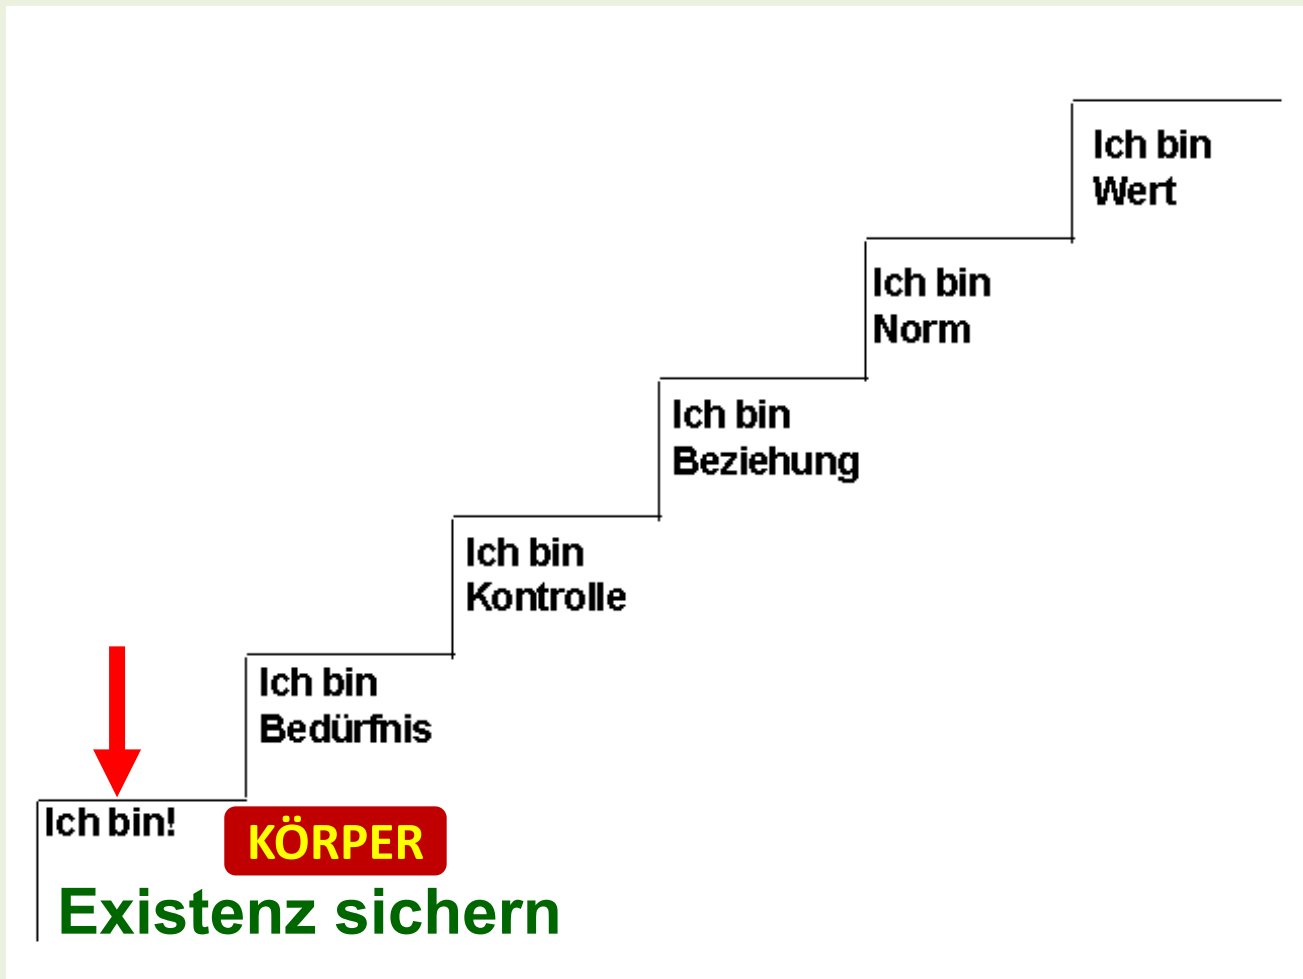 Ich bin
Wert
Ich bin
Norm
Ich bin
Beziehung
Ich bin
Kontrolle
Ich bin
Bedürfnis
Ich bin!
KÖRPER
Existenz sichern